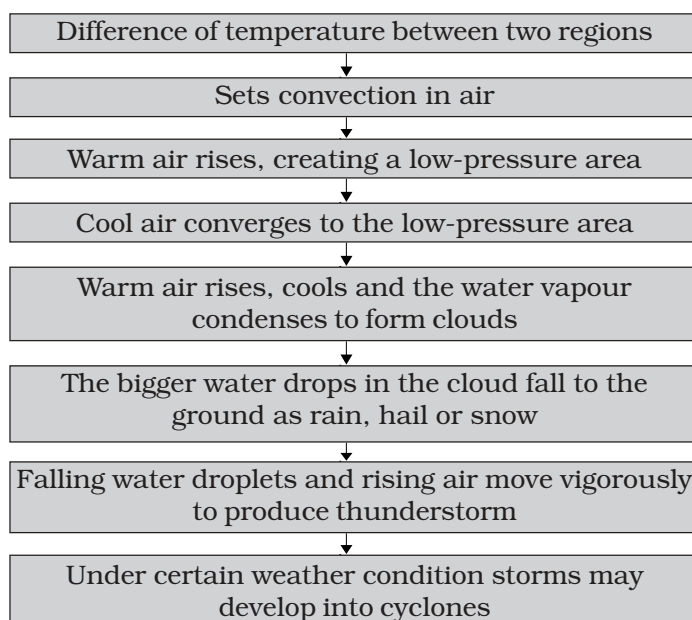 Difference of temperature between two regions
Sets convection in air
Warm air rises, creating a low-pressure area
Cool air converges to the low-pressure area
Warm air rises, cools and the water vapour
condenses to form clouds
The bigger water drops in the cloud fall to the
ground as rain, hail or snow
Falling water droplets and rising air move vigorously
to produce thunderstorm
Under certain weather condition storms may
develop into cyclones